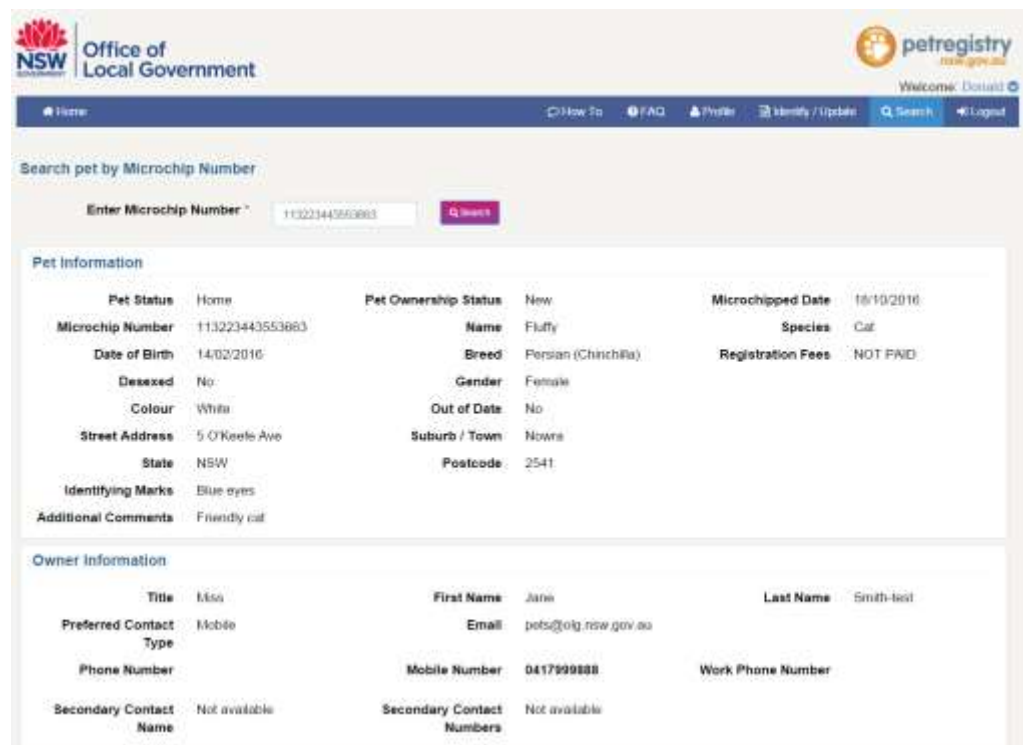 NSW
GOVERNMENT
Office of
Local Government
petregistry
nsw.gov.au
Welcome: Donald
Home How To FAQ Profile Identify / Update Search Logout
Search pet by Microchip Number
Enter Microchip Number * 113223443553663 Search
Pet Information
Pet Status Home Pet Ownership Status New Microchipped Date 18/10/2016
Microchip Number 113223443553663 Name Fluffy Species Cat
Date of Birth 14/02/2016 Breed Persian (Chinchilla) Registration Fees NOT PAID
Desexed No Gender Female
Colour White Out of Date No
Street Address 5 O'Keefe Ave Suburb / Town Nowra
State NSW Postcode 2541
Identifying Marks Blue eyes
Additional Comments Friendly cat
Owner Information
Title Miss First Name Jane Last Name Smith-test
Preferred Contact Type Mobile Email pets@olg.nsw.gov.au
Phone Number Mobile Number 0417999888 Work Phone Number
Secondary Contact Name Not available Secondary Contact Numbers Not available